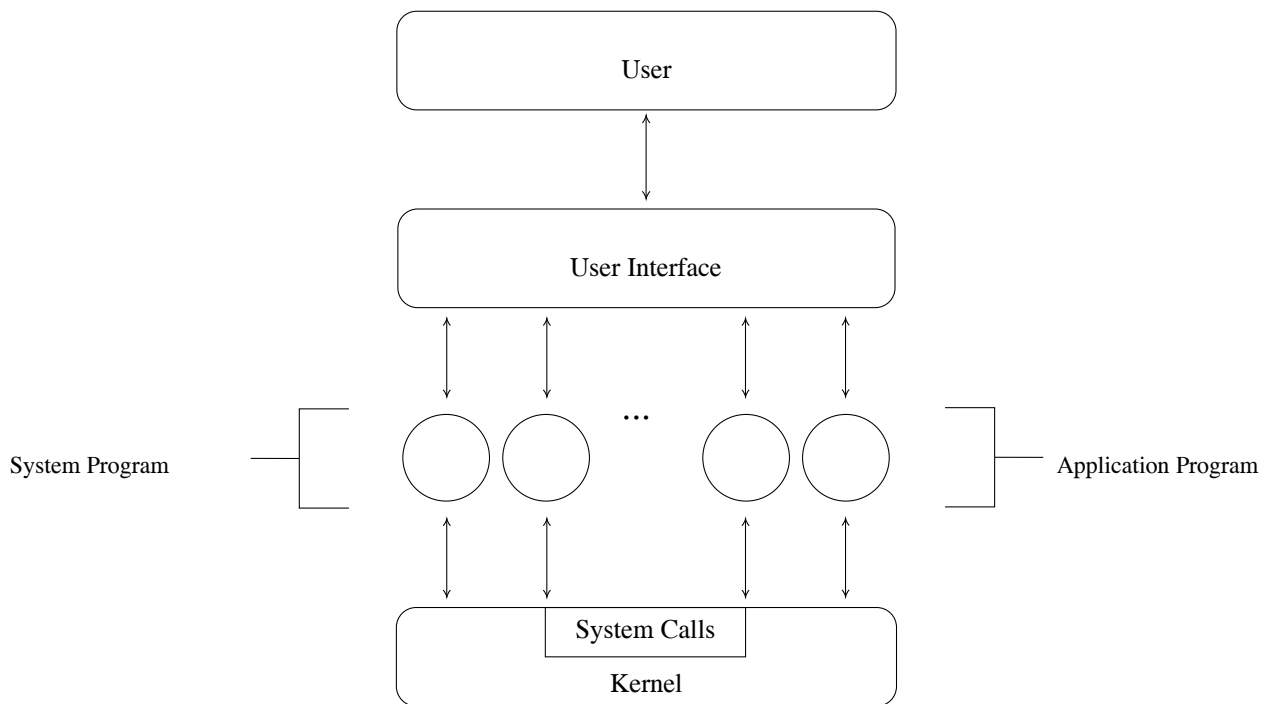 User
User Interface
...
System Program
Application Program
System Calls
Kernel